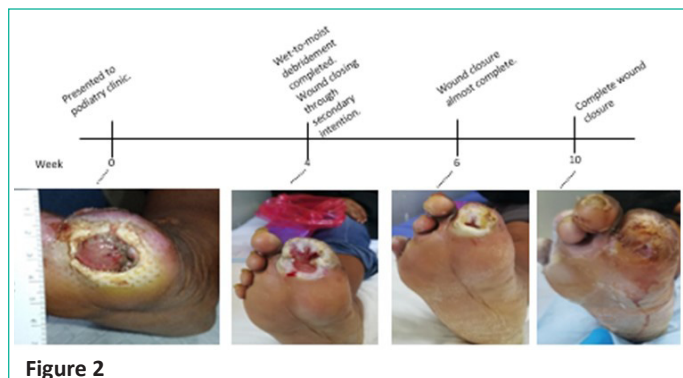 Presented to
podiatry clinic.
Wet-to-moist
debridement
completed.
Wound closing
through
secondary
intention.
Wound closure
almost complete.
Complete wound
closure
Week
0
4
6
10
Figure 2